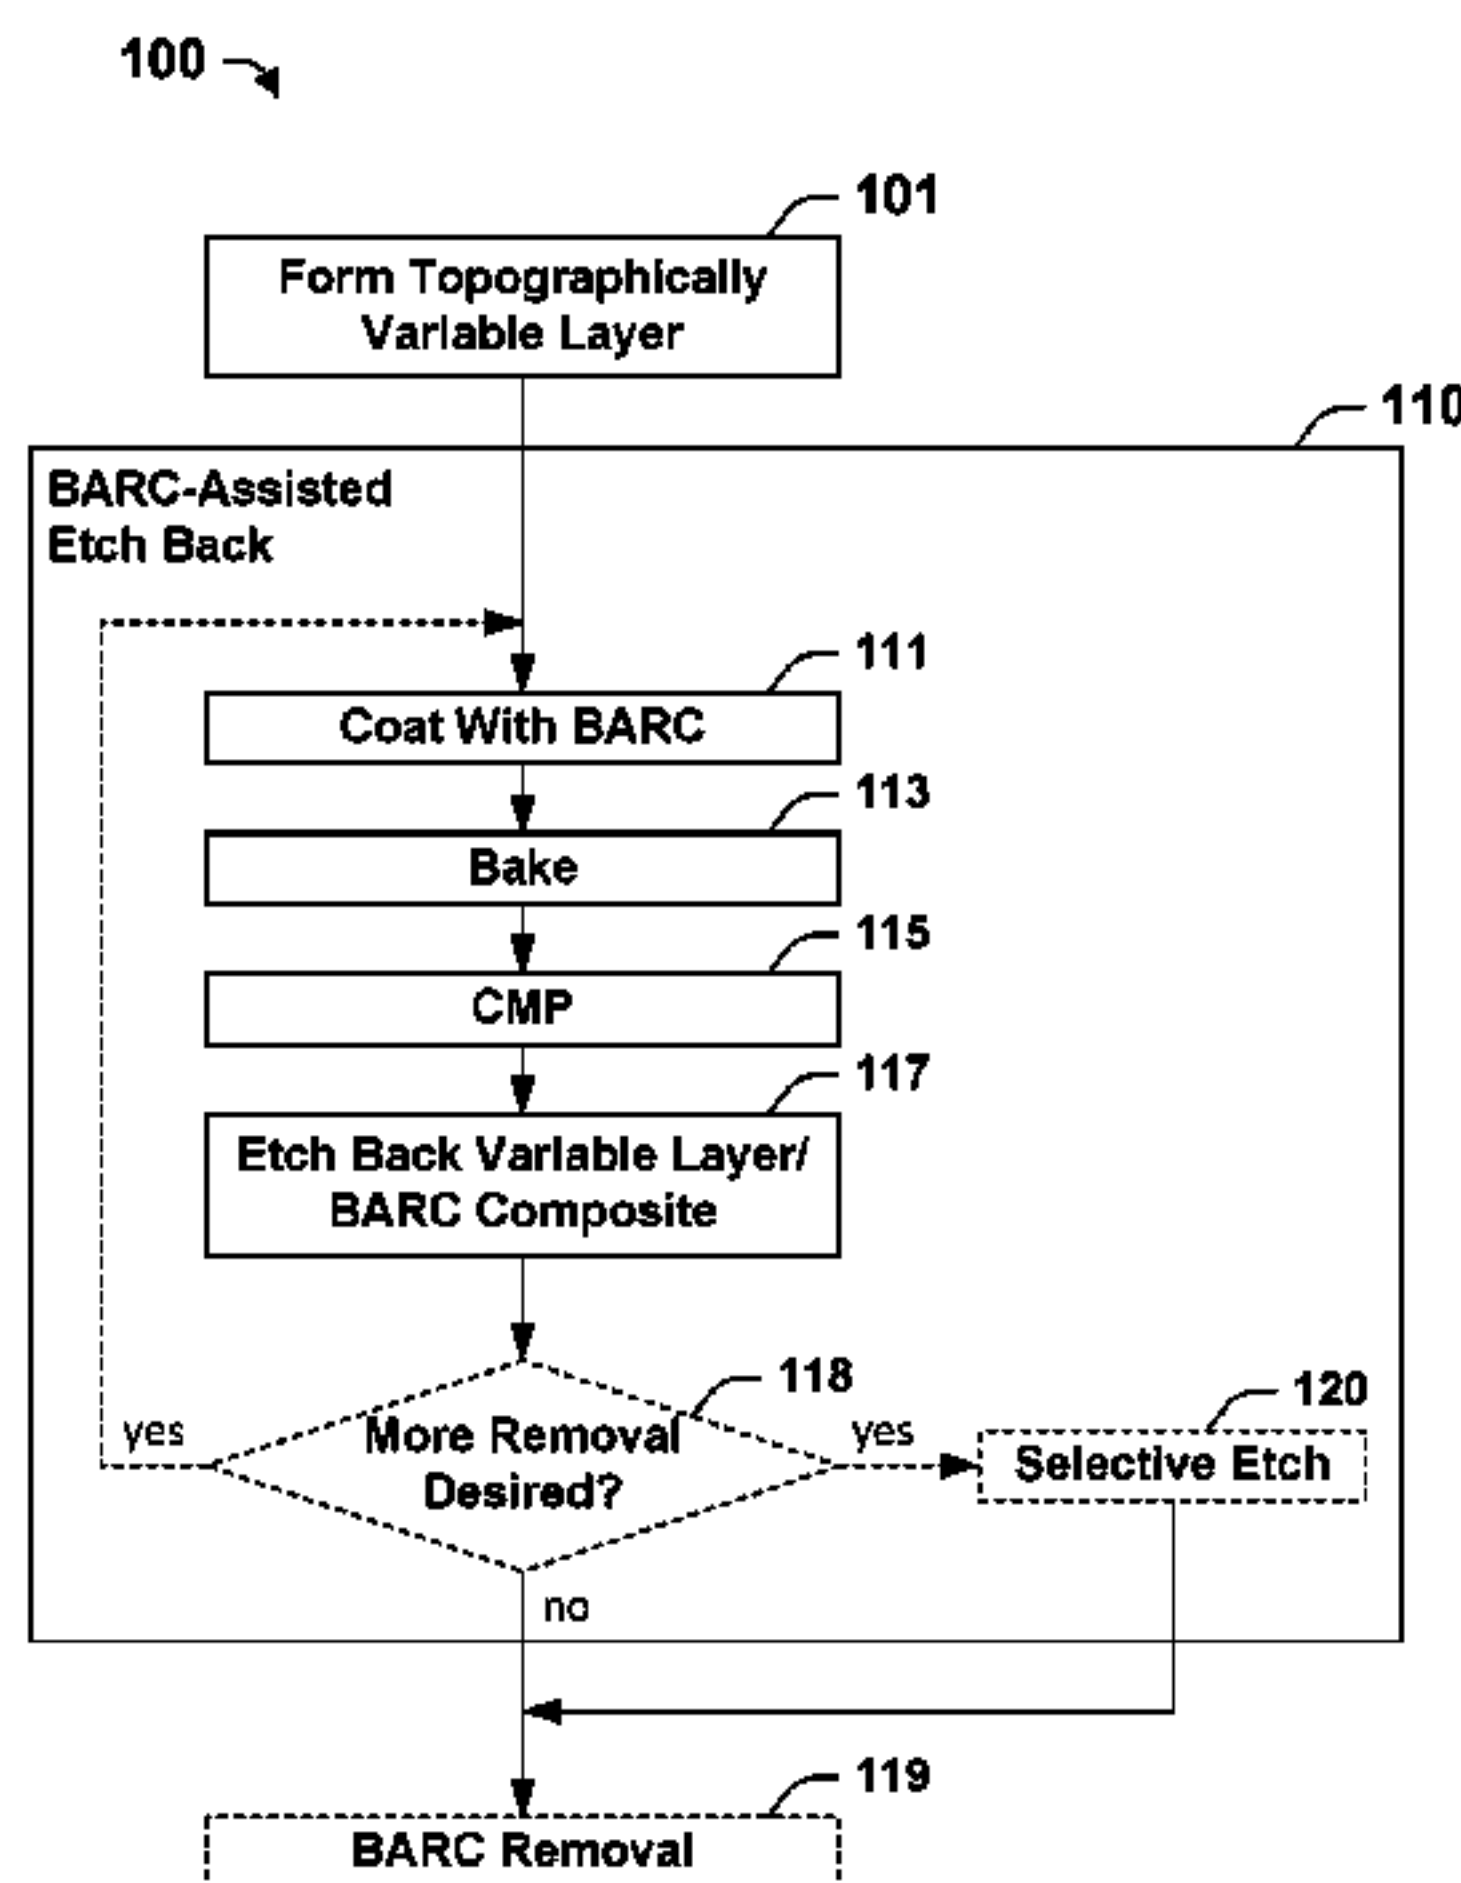 100
101
Form Topographically
Variable Layer
110
BARC-Assisted
Etch Back
111
Coat With BARC
113
Bake
115
CMP
117
Etch Back Variable Layer/
BARC Composite
118
More Removal
Desired?
yes
yes
120
Selective Etch
no
119
BARC Removal